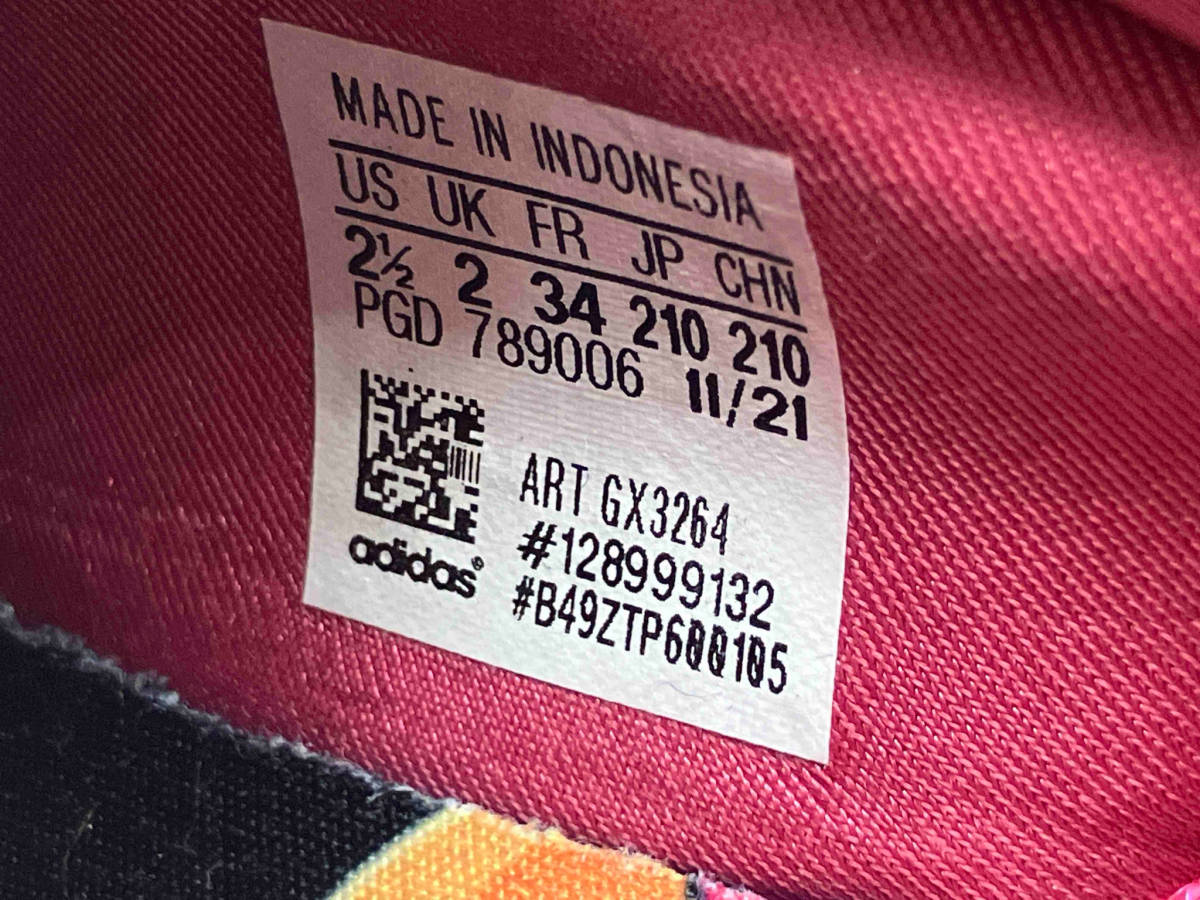 MADE IN INDONESIA
US UK FR JP CHN
2½ 2 34 210 210
PGD 789006 11/21
ART GX3264
#128999132
#B49ZTP600105
adidas®